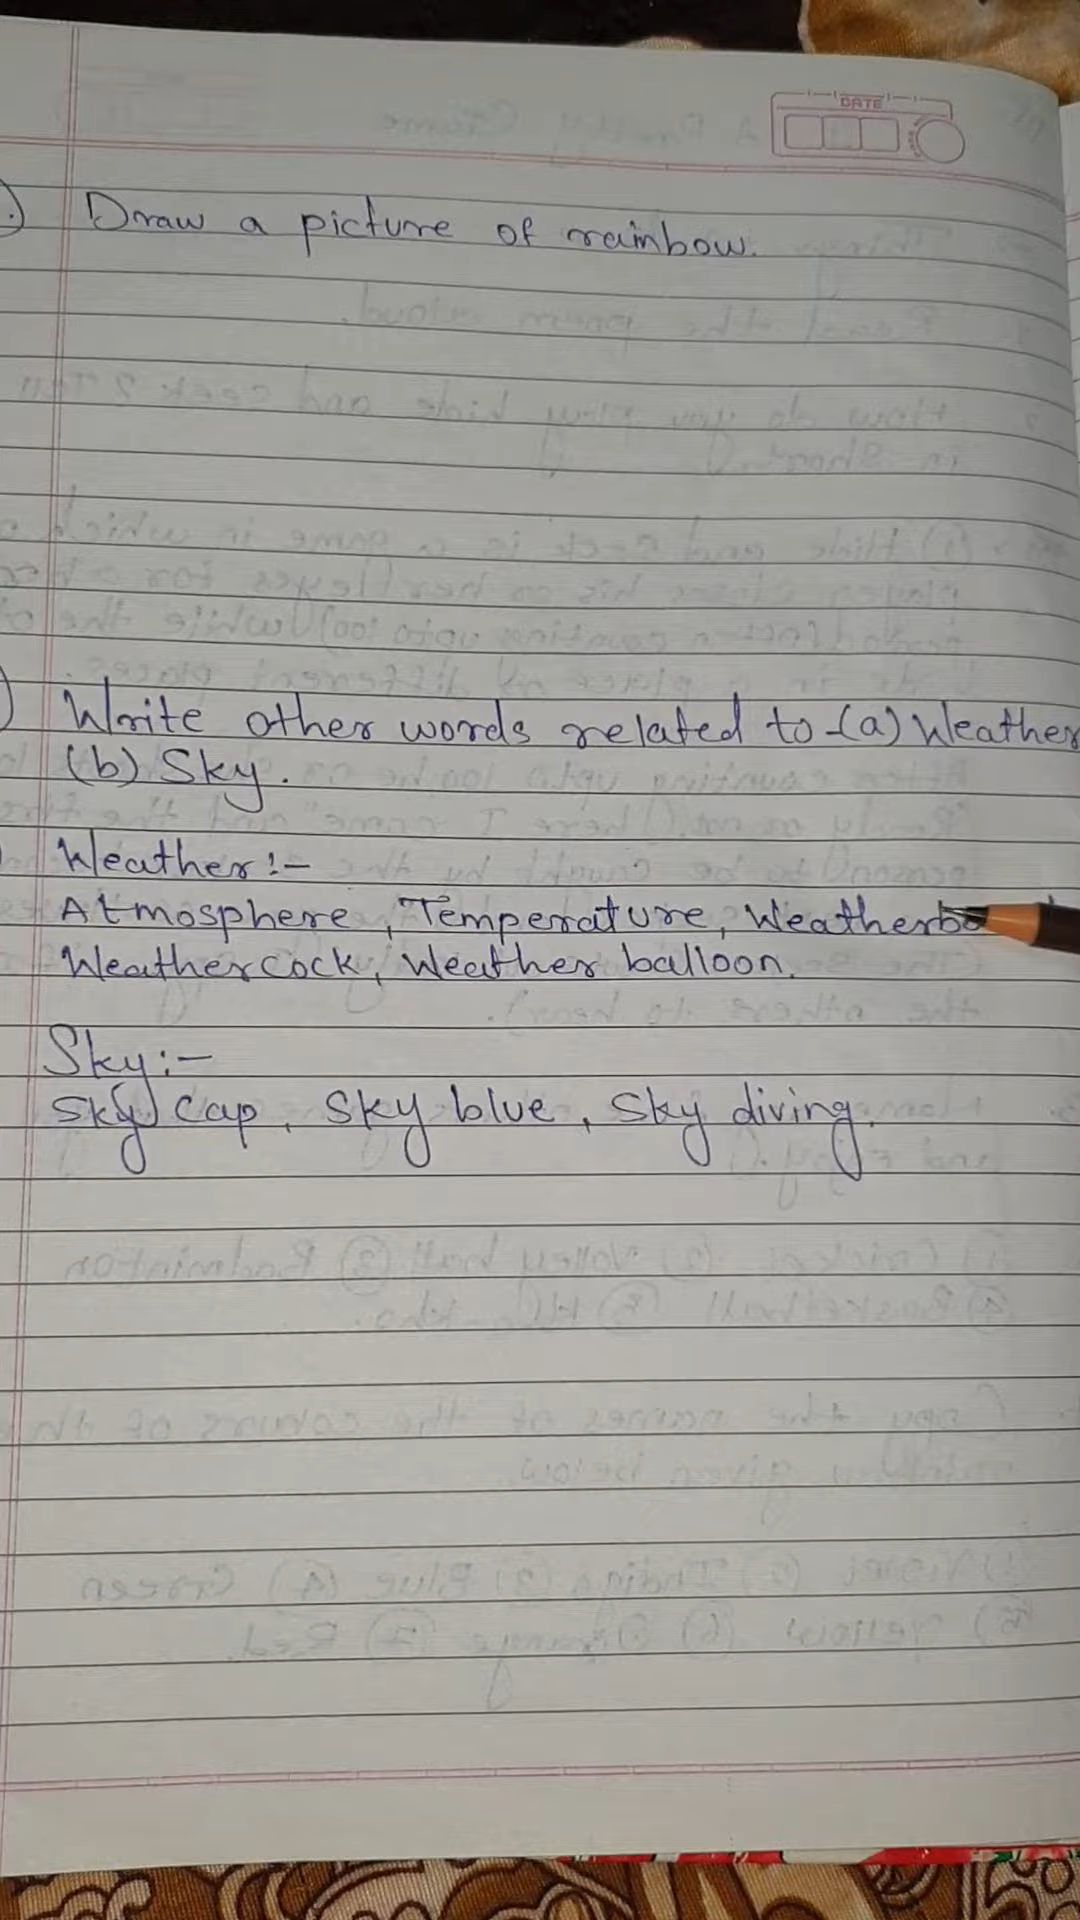 DATE
Draw a picture of rainbow.
Write other words related to -(a) Weather
(b) Sky.
Weather :-
Atmosphere, Temperature,
Weathercock, Weather balloon.
Sky :-
Sky cap, Sky blue, Sky diving.